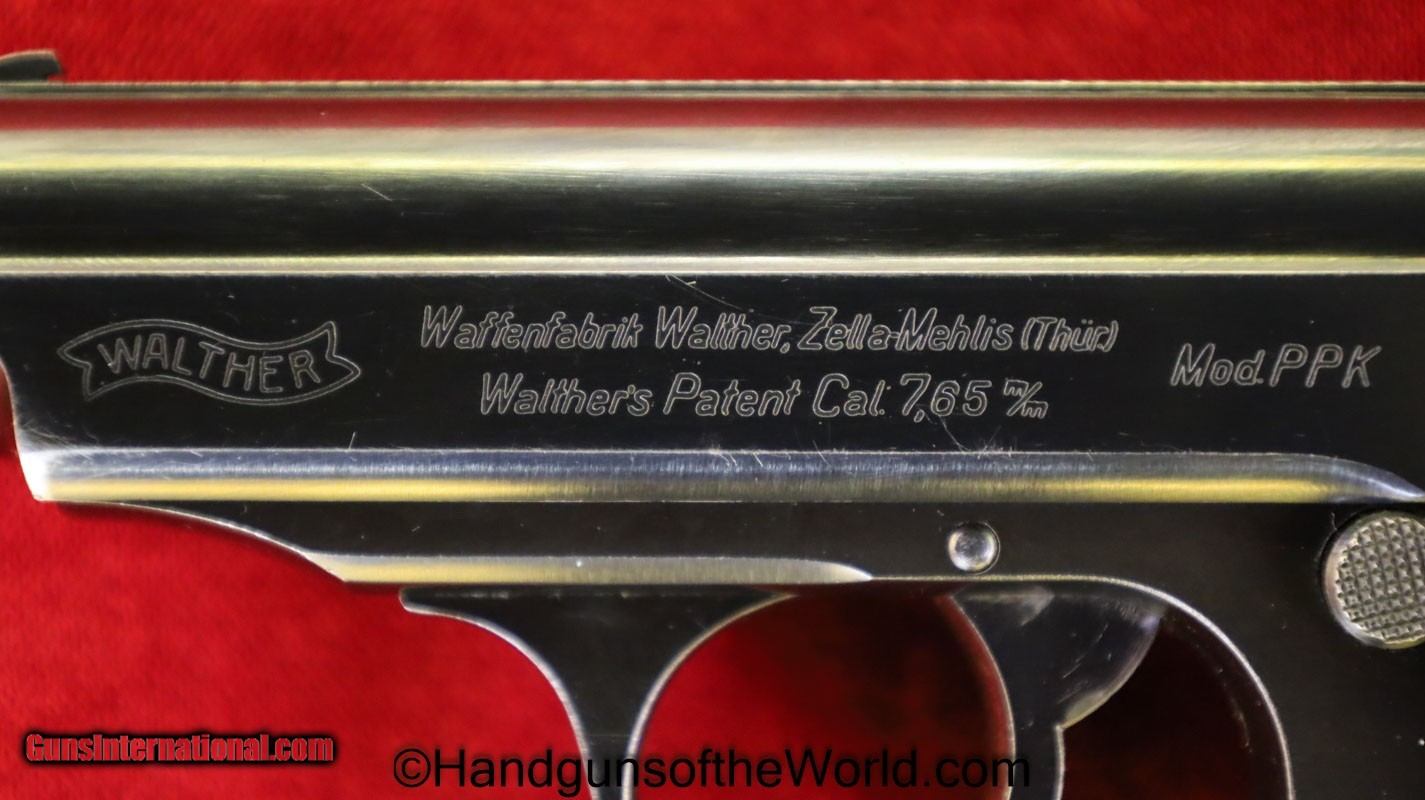 WALTHER
Waffenfabrik Walther, Zella-Mehlis (Thür.)
Walther's Patent Cal. 7,65 m/m
Mod. PPK
GunsInternational.com
©HandgunsoftheWorld.com